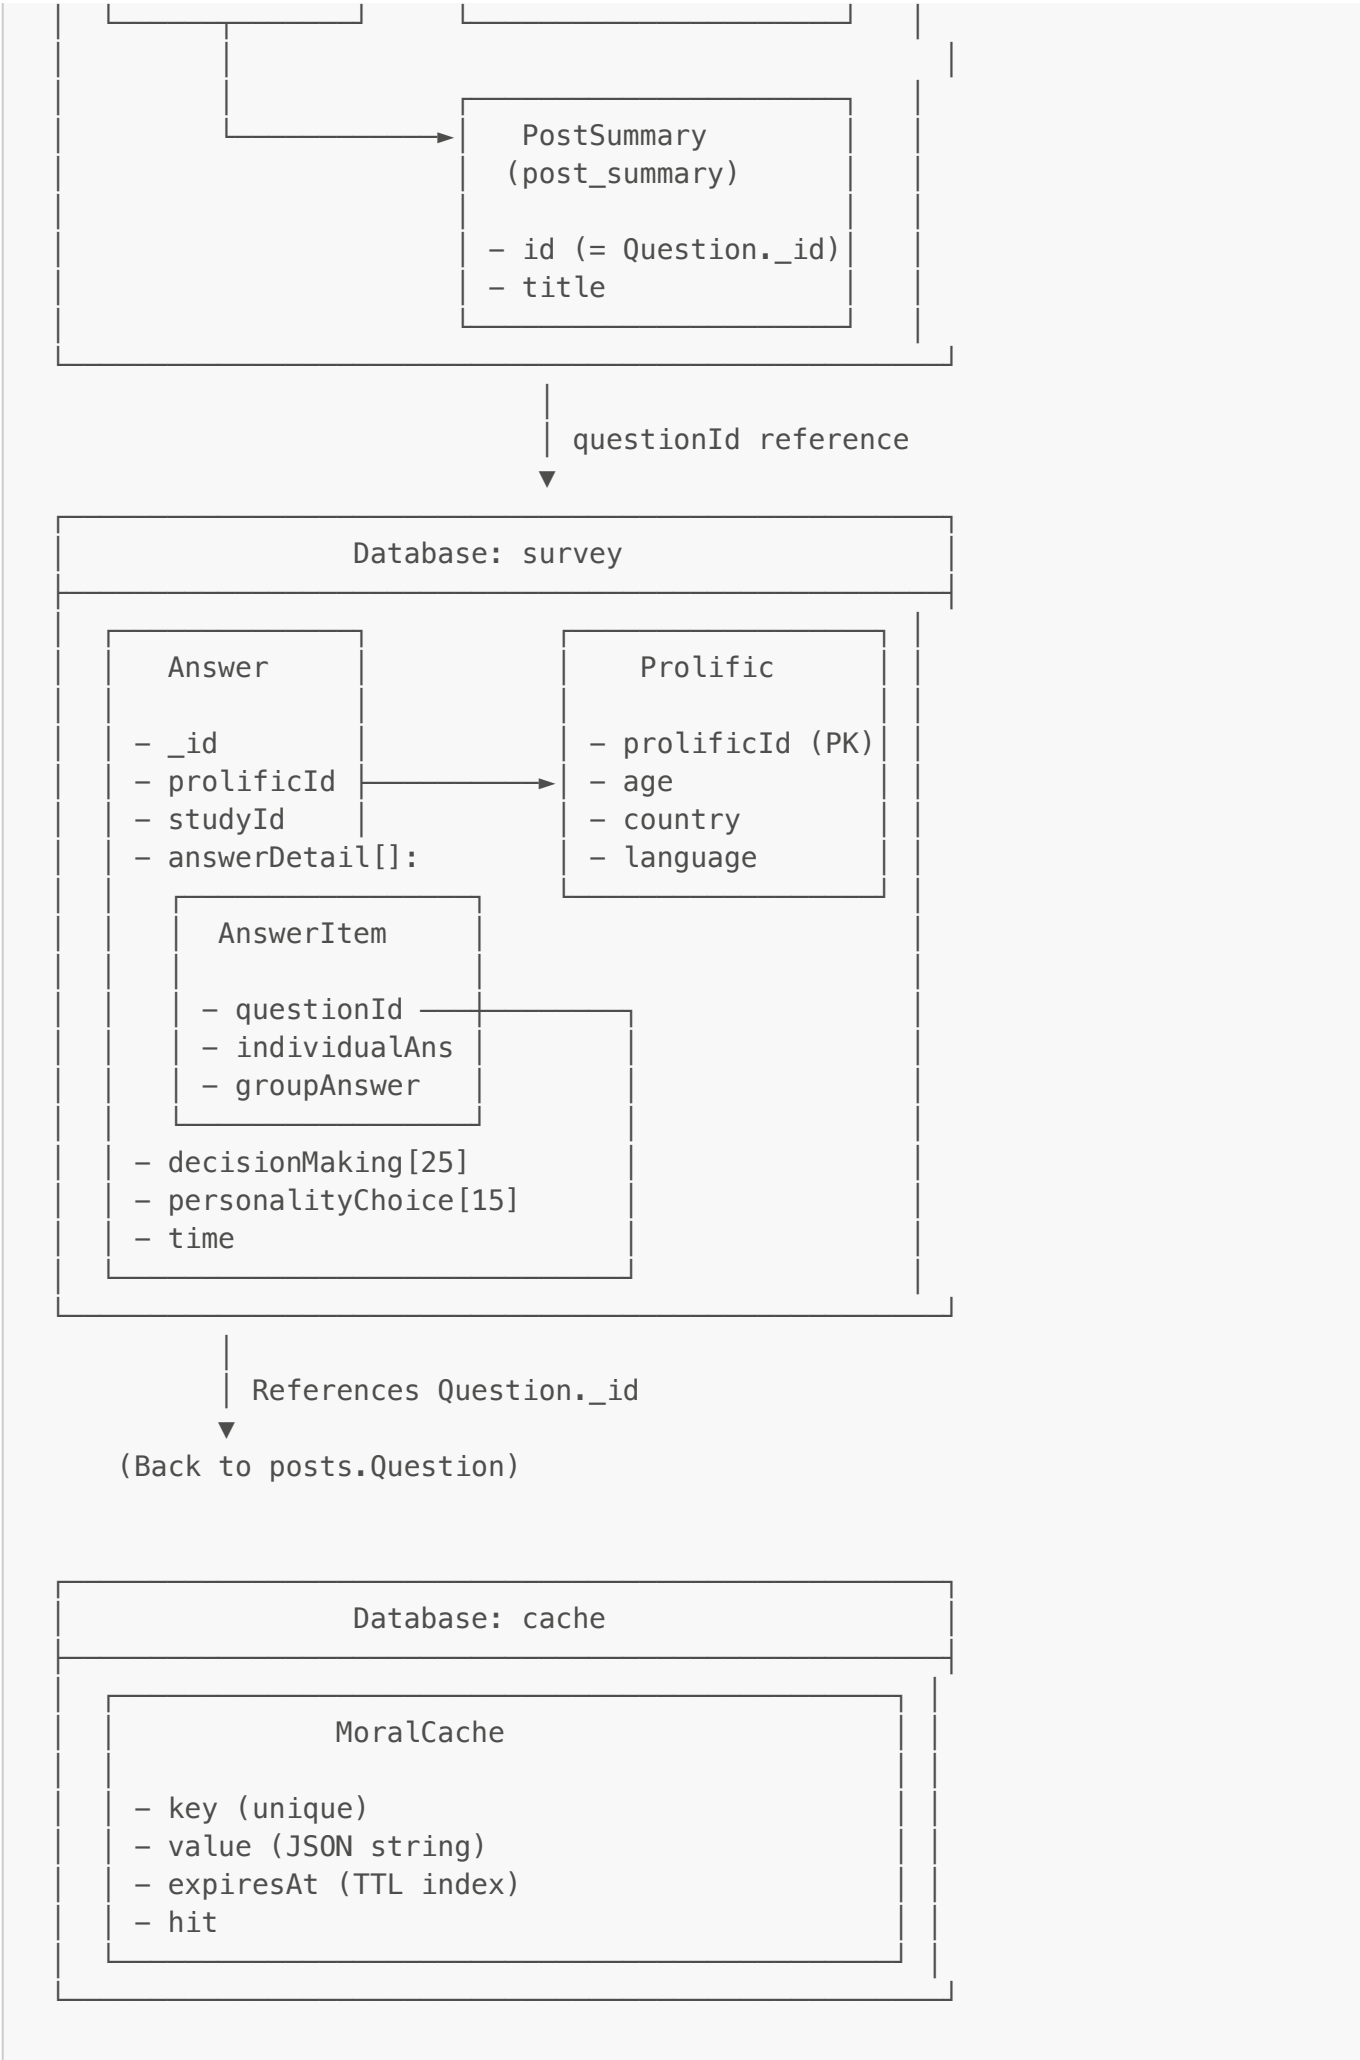 PostSummary
(post_summary)
- id (= Question._id)
- title
questionId reference
Database: survey
Answer
- _id
- prolificId
- studyId
- answerDetail[]:
Prolific
- prolificId (PK)
- age
- country
- language
AnswerItem
- questionId
- individualAns
- groupAnswer
- decisionMaking[25]
- personalityChoice[15]
- time
References Question._id
(Back to posts.Question)
Database: cache
MoralCache
- key (unique)
- value (JSON string)
- expiresAt (TTL index)
- hit